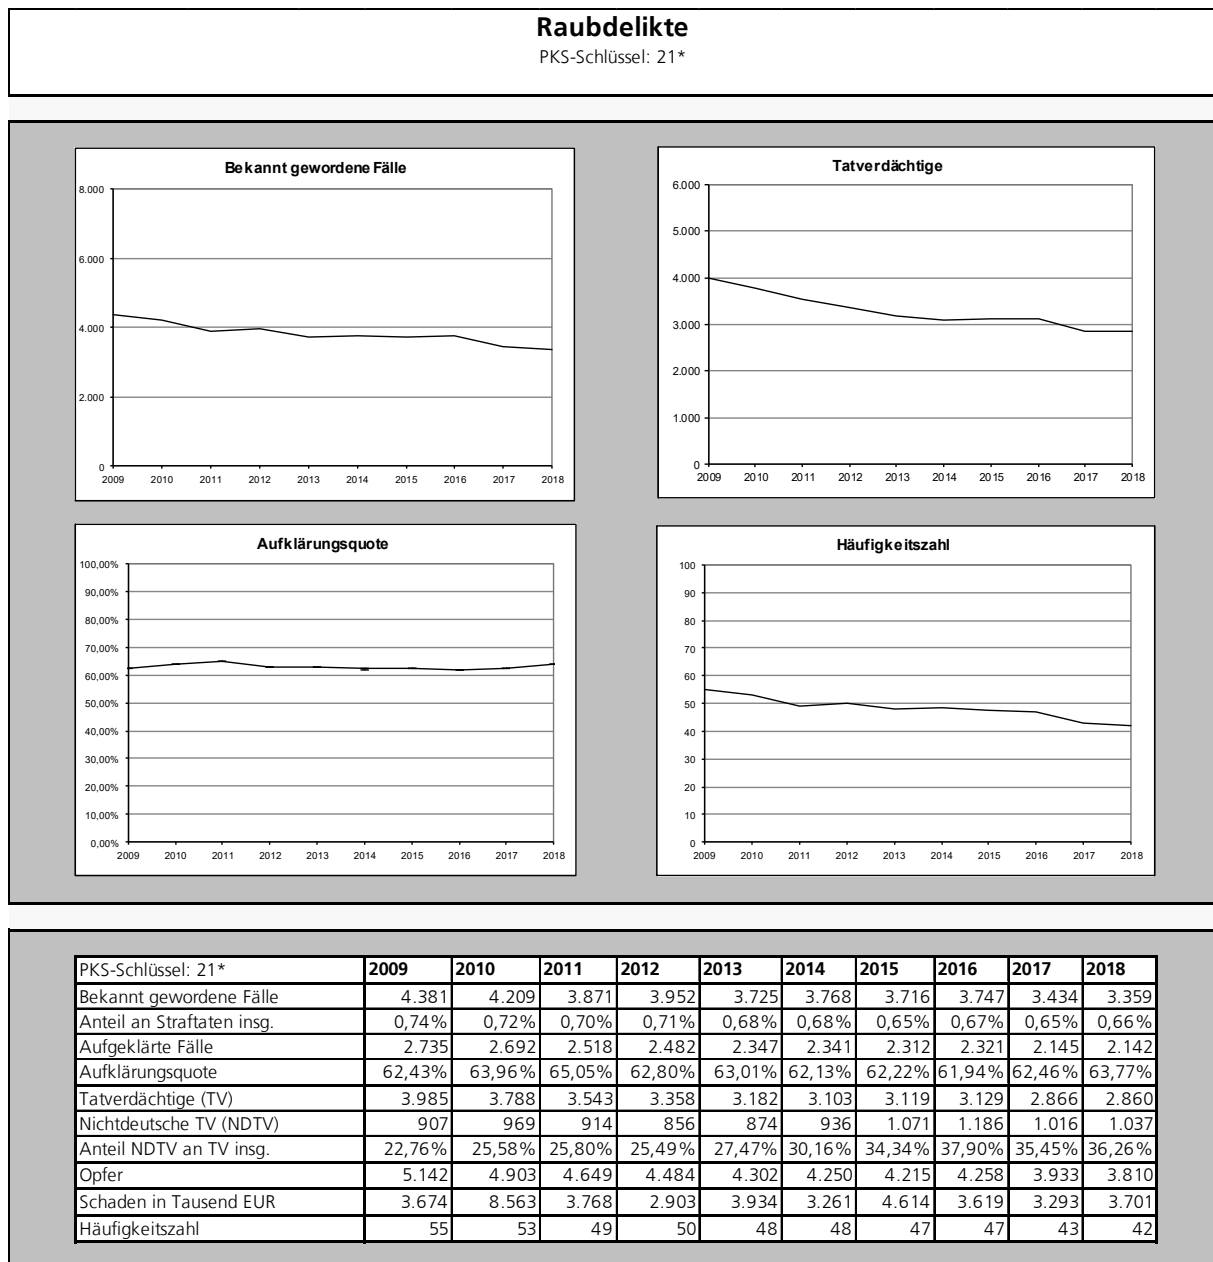 Raubdelikte
PKS-Schlüssel: 21*
Bekannt gewordene Fälle
8.000
6.000
4.000
2.000
0
2009 2010 2011 2012 2013 2014 2015 2016 2017 2018
Tatverdächtige
6.000
5.000
4.000
3.000
2.000
1.000
0
2009 2010 2011 2012 2013 2014 2015 2016 2017 2018
Aufklärungsquote
100,00%
90,00%
80,00%
70,00%
60,00%
50,00%
40,00%
30,00%
20,00%
10,00%
0,00%
2009 2010 2011 2012 2013 2014 2015 2016 2017 2018
Häufigkeitszahl
100
90
80
70
60
50
40
30
20
10
0
2009 2010 2011 2012 2013 2014 2015 2016 2017 2018
PKS-Schlüssel: 21* 2009 2010 2011 2012 2013 2014 2015 2016 2017 2018
Bekannt gewordene Fälle 4.381 4.209 3.871 3.952 3.725 3.768 3.716 3.747 3.434 3.359
Anteil an Straftaten insg. 0,74% 0,72% 0,70% 0,71% 0,68% 0,68% 0,65% 0,67% 0,65% 0,66%
Aufgeklärte Fälle 2.735 2.692 2.518 2.482 2.347 2.341 2.312 2.321 2.145 2.142
Aufklärungsquote 62,43% 63,96% 65,05% 62,80% 63,01% 62,13% 62,22% 61,94% 62,46% 63,77%
Tatverdächtige (TV) 3.985 3.788 3.543 3.358 3.182 3.103 3.119 3.129 2.866 2.860
Nichtdeutsche TV (NDTV) 907 969 914 856 874 936 1.071 1.186 1.016 1.037
Anteil NDTV an TV insg. 22,76% 25,58% 25,80% 25,49% 27,47% 30,16% 34,34% 37,90% 35,45% 36,26%
Opfer 5.142 4.903 4.649 4.484 4.302 4.250 4.215 4.258 3.933 3.810
Schaden in Tausend EUR 3.674 8.563 3.768 2.903 3.934 3.261 4.614 3.619 3.293 3.701
Häufigkeitszahl 55 53 49 50 48 48 47 47 43 42